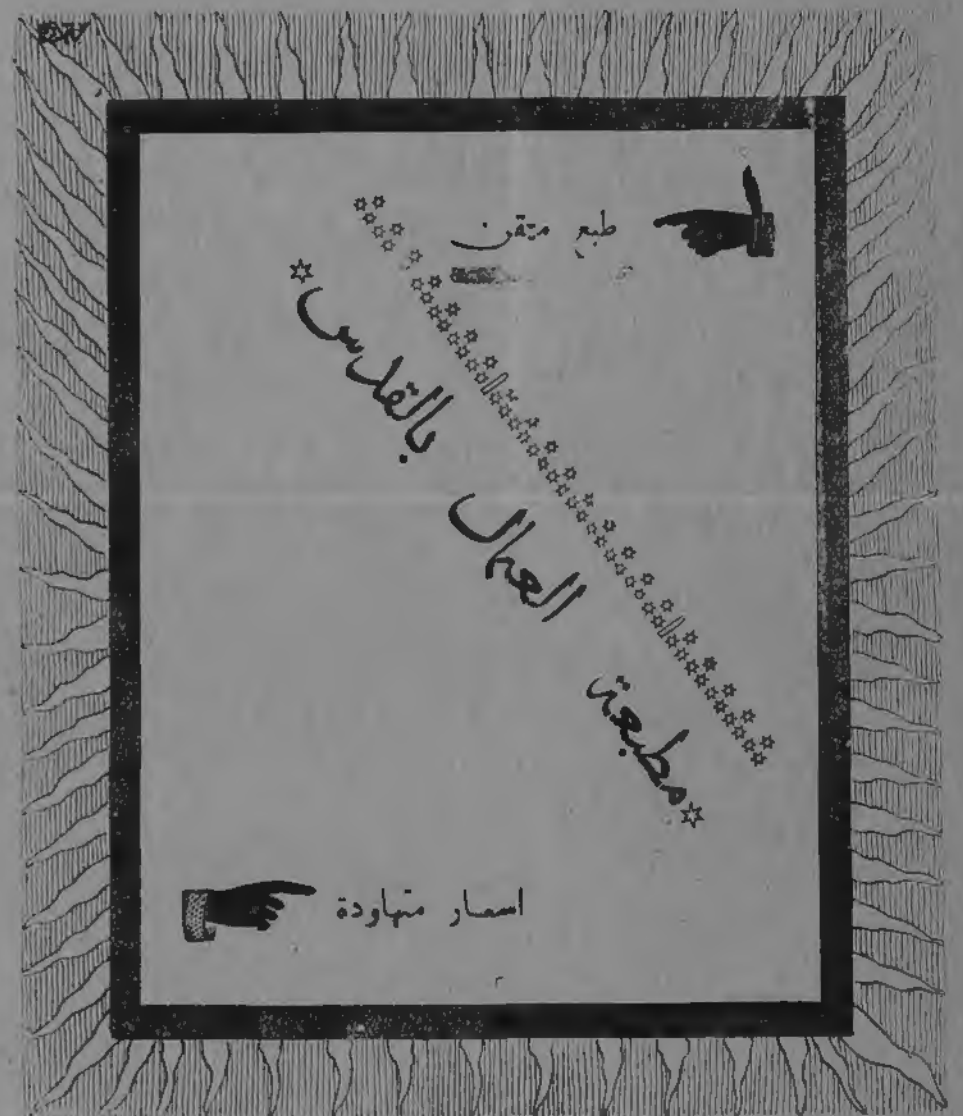 طبع متقن
* مطبعة العمال بالقدس *
اسعار متهاودة